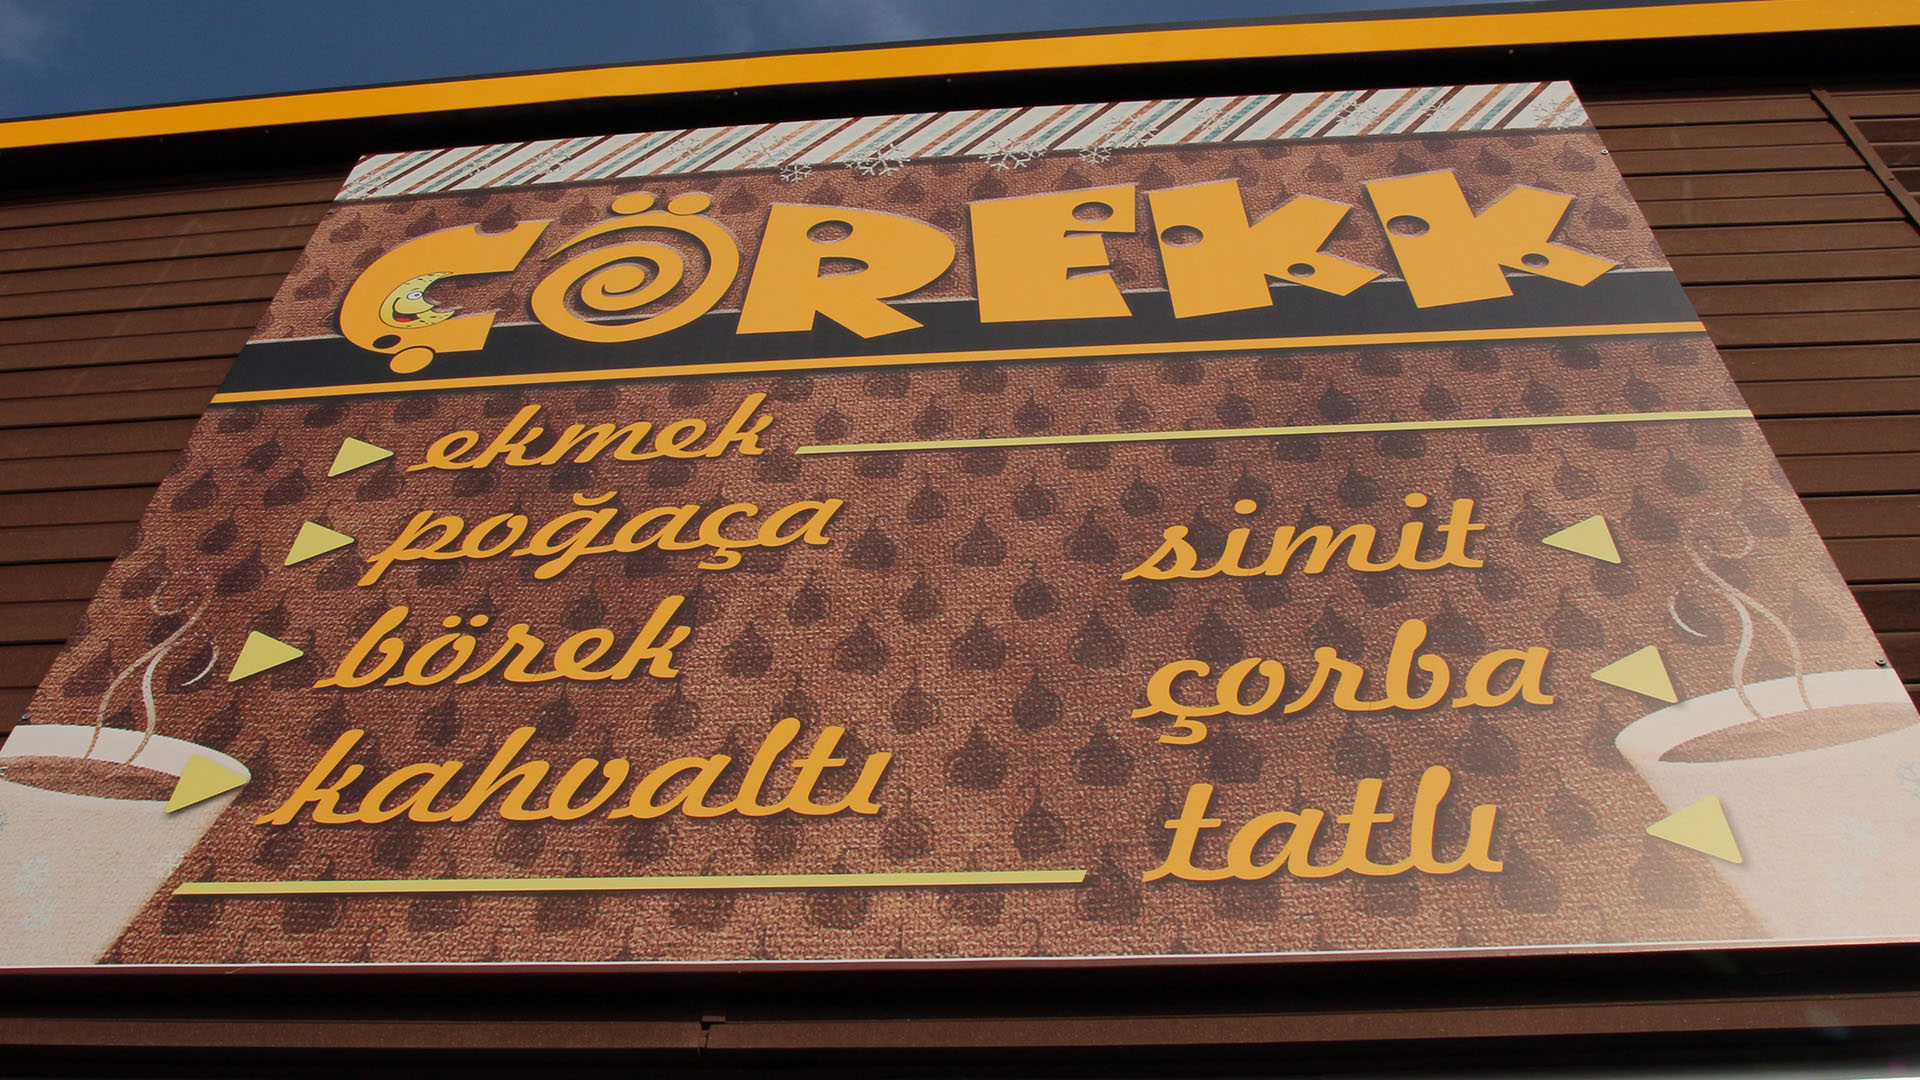 ÇÖREKK
ekmek
poğaça
börek
kahvaltı
simit
çorba
tatlı